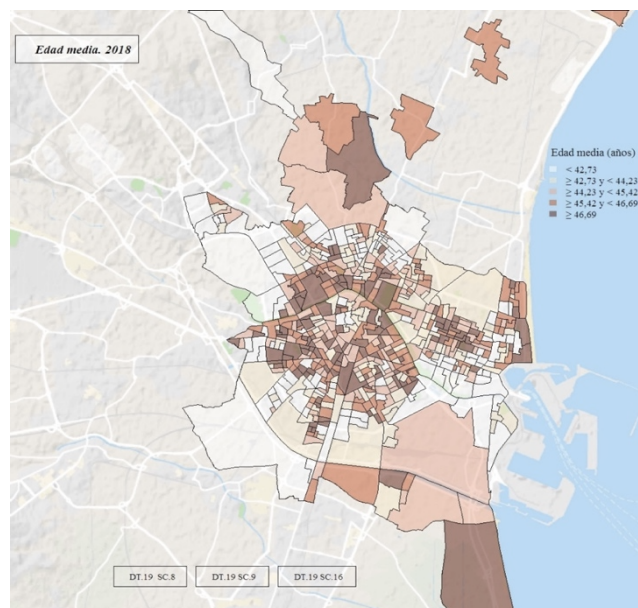 Edad media. 2018
Edad media (años)
< 42,73
≥ 42,73 y < 44,23
≥ 44,23 y < 45,42
≥ 45,42 y < 46,69
≥ 46,69
DT.19 SC.8
DT.19 SC.9
DT.19 SC.16